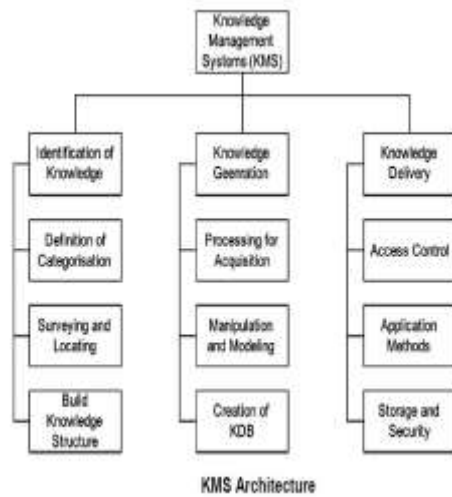 Knowledge
Management
Systems (KMS)
Identification of
Knowledge
Knowledge
Geenration
Knowledge
Delivery
Definition of
Categorisation
Processing for
Acquisition
Access Control
Surveying and
Locating
Manipulation
and Modeling
Application
Methods
Build
Knowledge
Structure
Creation of
KDB
Storage and
Security
KMS Architecture